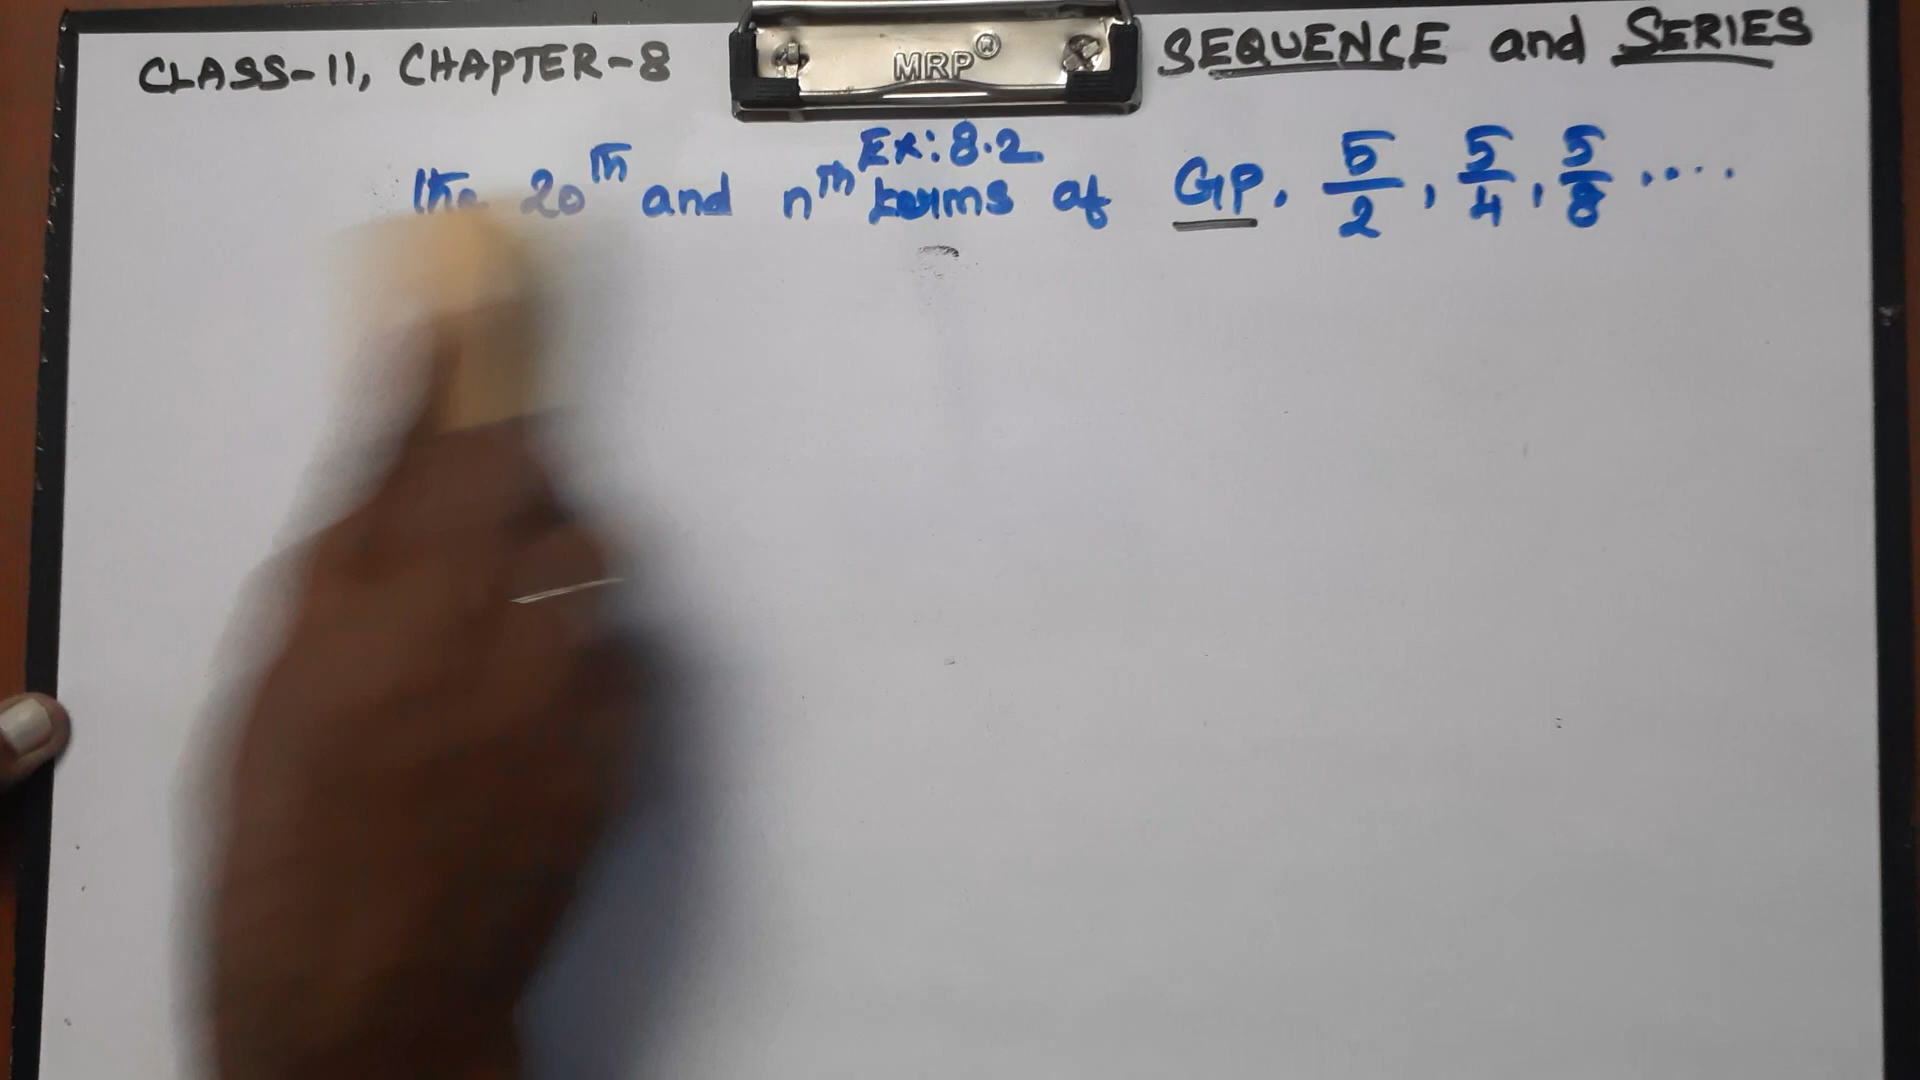 CLASS-11, CHAPTER-8 MRP® SEQUENCE and SERIES
Ex: 8.2
the 20th and nth terms of GP. 5/2, 5/4, 5/8, ....